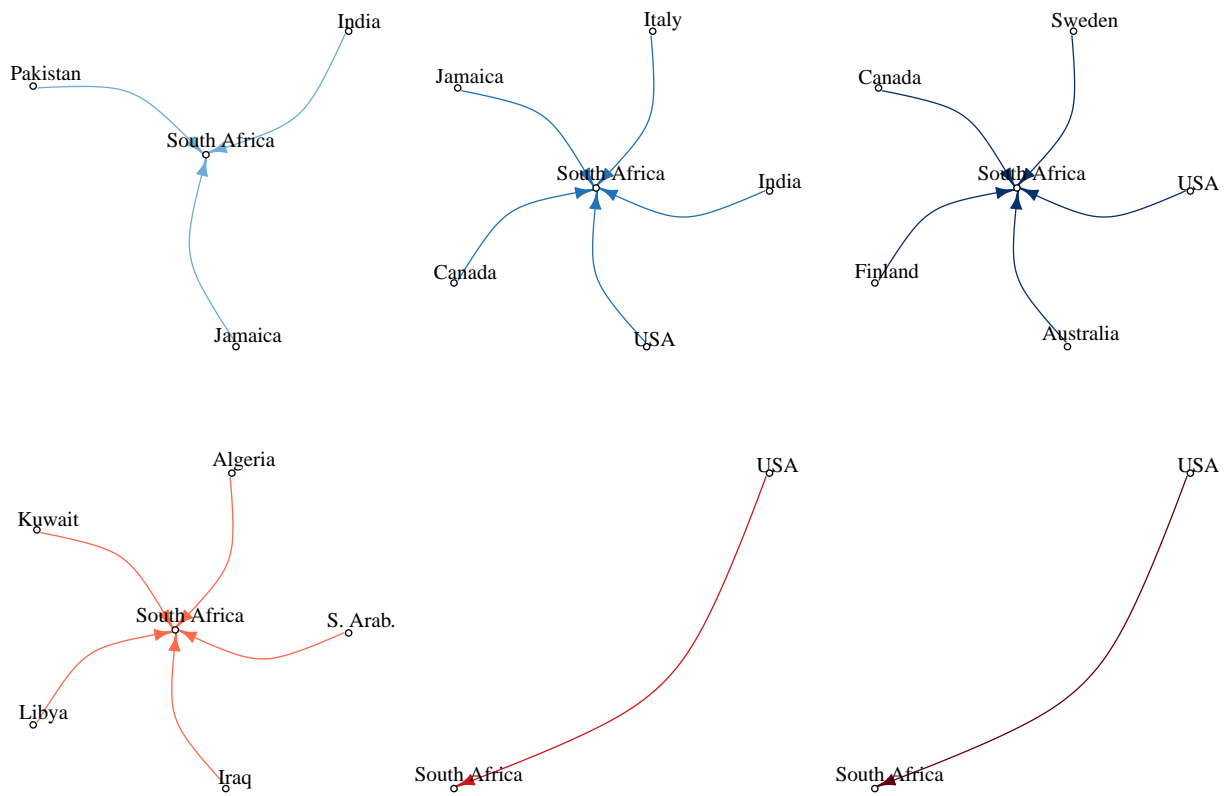 India
Pakistan
South Africa
Jamaica
Italy
Jamaica
South Africa
India
Canada
USA
Sweden
Canada
South Africa
USA
Finland
Australia
Algeria
Kuwait
South Africa
S. Arab.
Libya
Iraq
USA
South Africa
USA
South Africa